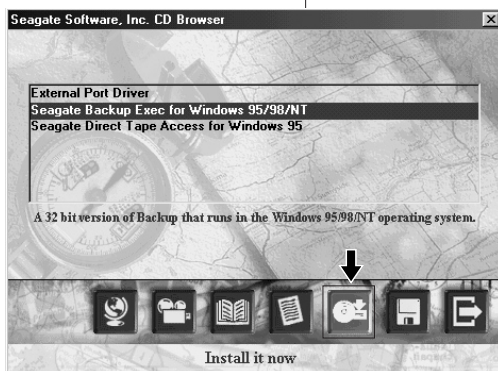 Seagate Software, Inc. CD Browser
External Port Driver
Seagate Backup Exec for Windows 95/98/NT
Seagate Direct Tape Access for Windows 95
A 32 bit version of Backup that runs in the Windows 95/98/NT operating system.
Install it now